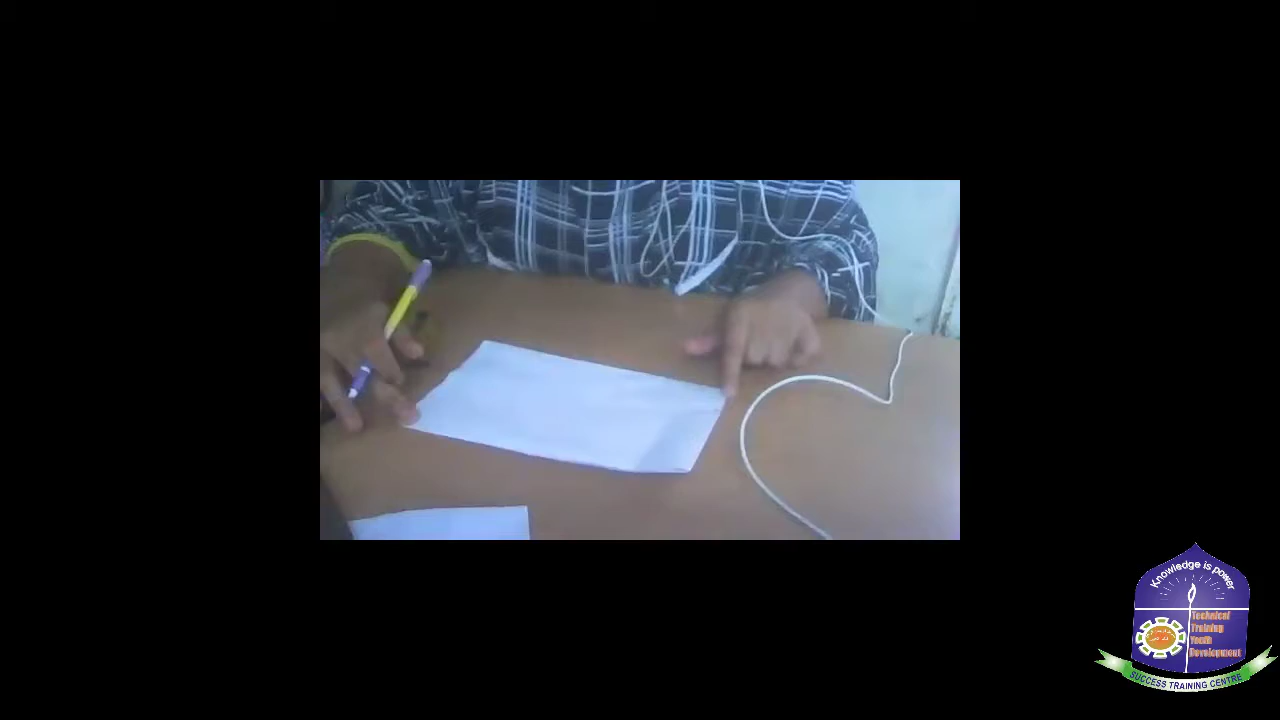 Knowledge is power
Technical
Training
Youth
Development
SUCCESS TRAINING CENTRE